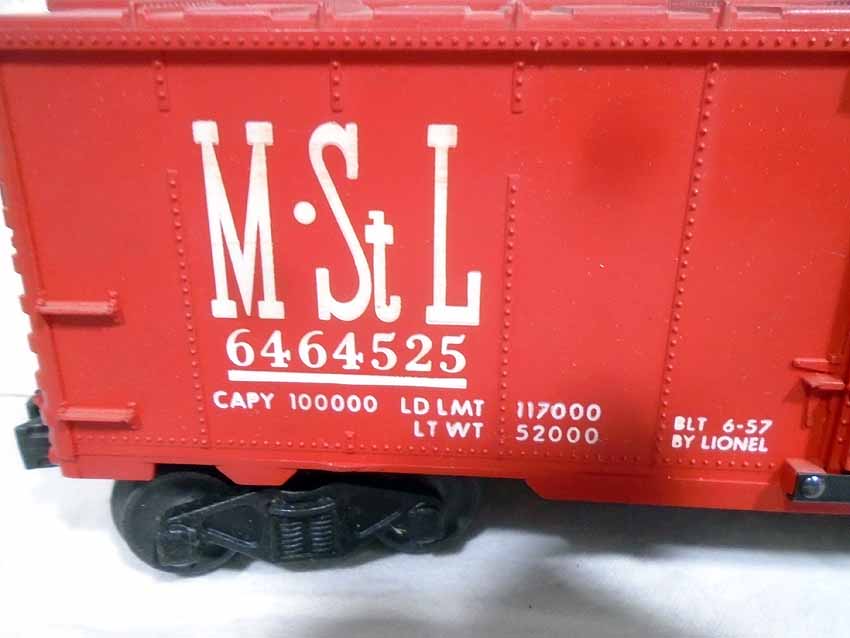 M·St L
6464525
CAPY 100000 LD LMT 117000
LT WT 52000
BLT 6-57
BY LIONEL